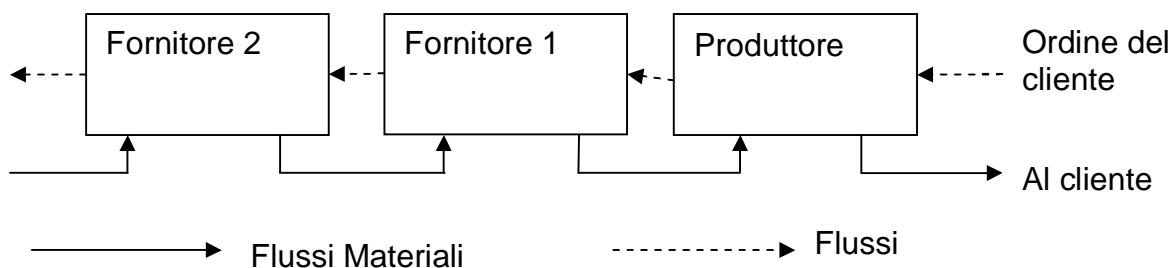 Fornitore 2
Fornitore 1
Produttore
Ordine del
cliente
Al cliente
Flussi Materiali
Flussi